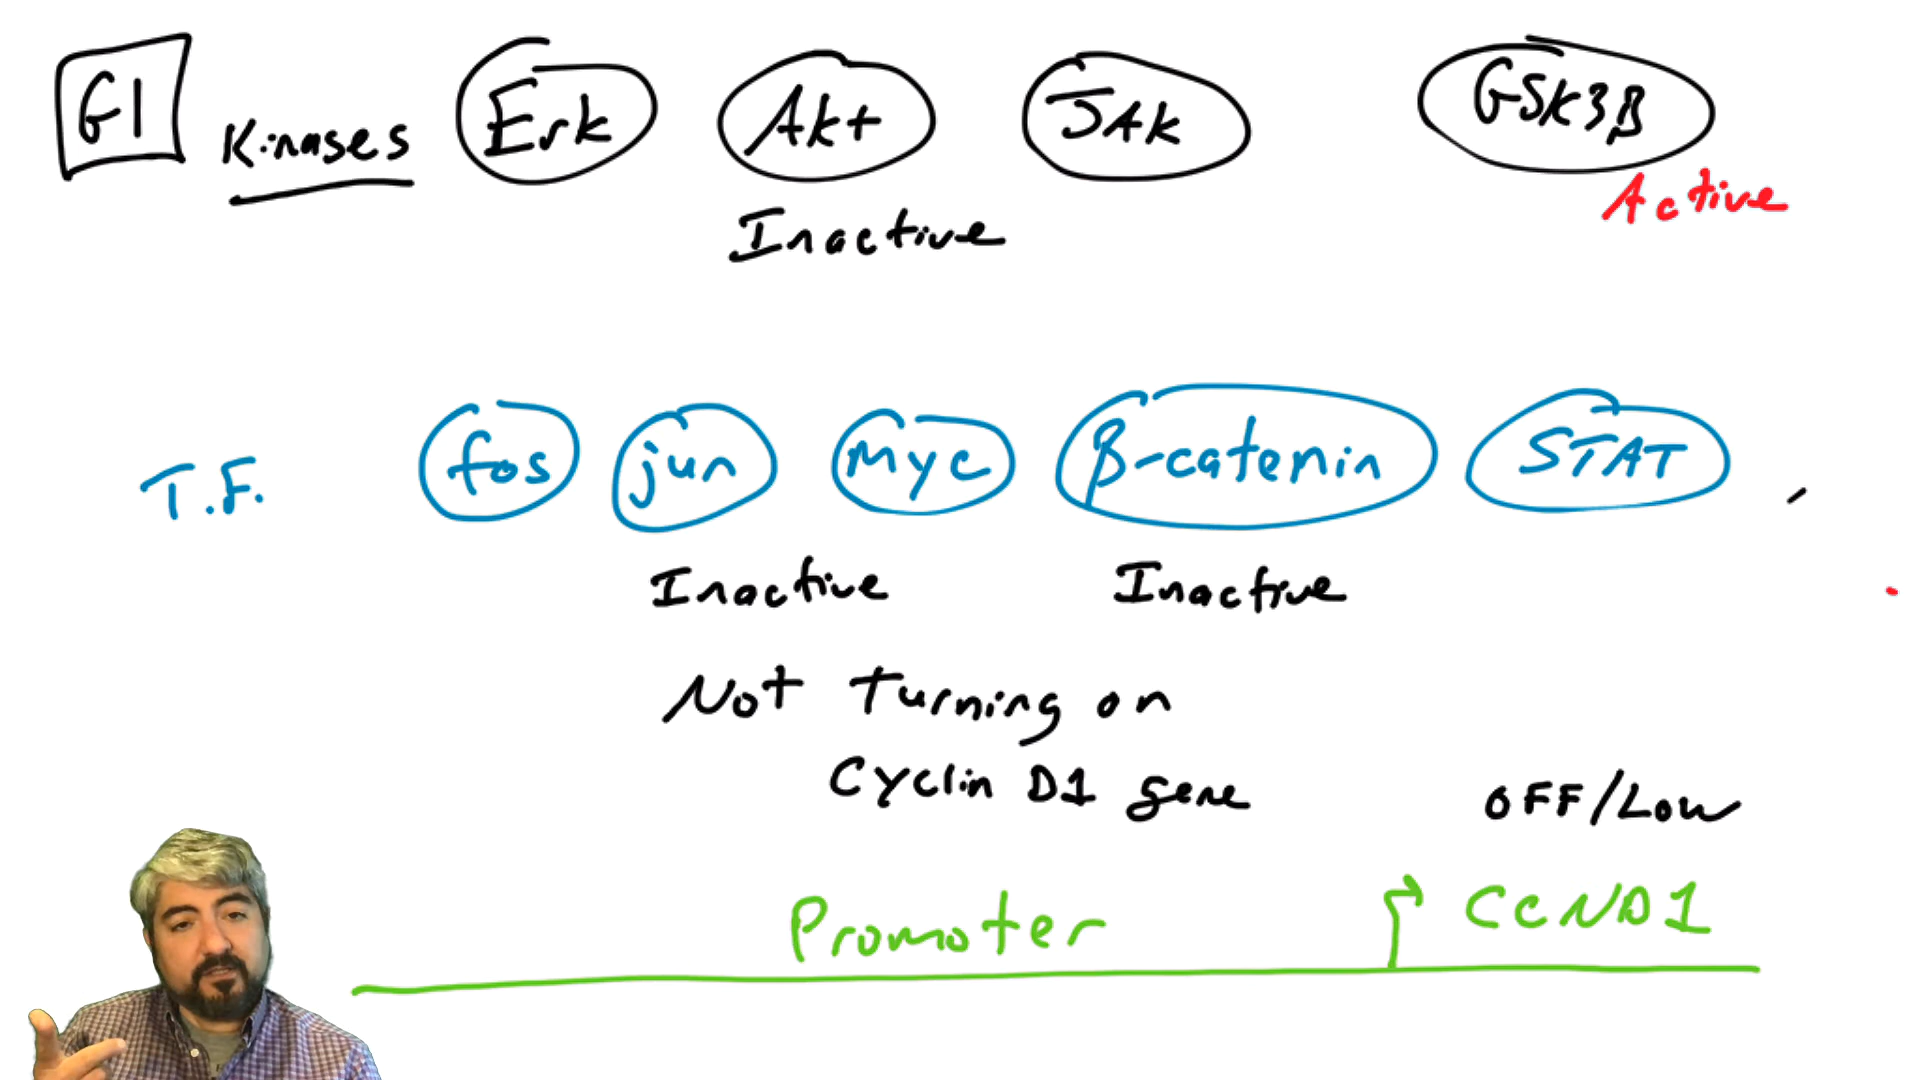 G1 Kinases Erk Akt JAk GSK3β
Active
Inactive
T.F. fos jun Myc β-catenin STAT
Inactive Inactive
Not Turning on
Cyclin D1 gene OFF/Low
Promoter CCND1